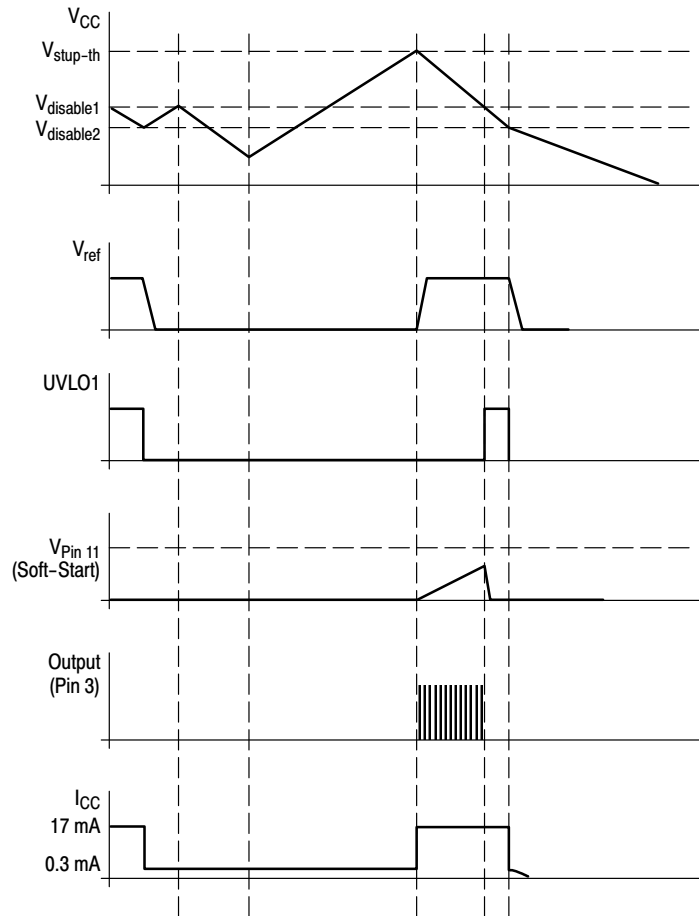 VCC
Vstup-th
Vdisable1
Vdisable2
Vref
UVLO1
VPin 11
(Soft-Start)
Output
(Pin 3)
ICC
17 mA
0.3 mA